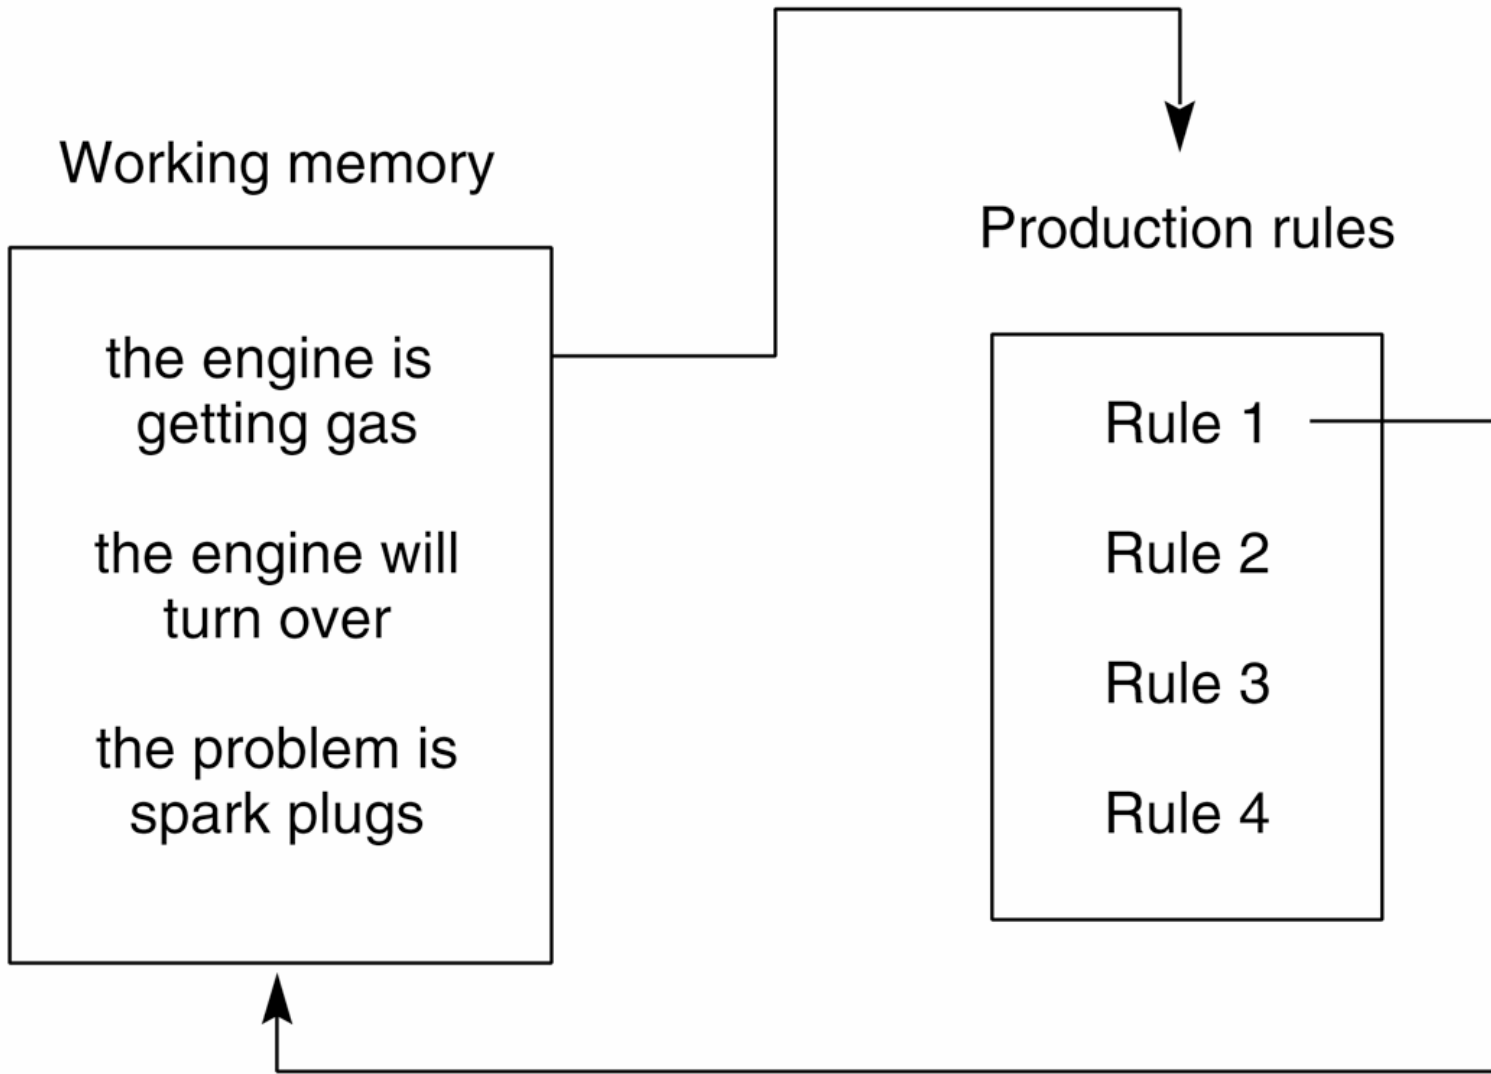 Working memory
the engine is
getting gas
the engine will
turn over
the problem is
spark plugs
Production rules
Rule 1
Rule 2
Rule 3
Rule 4